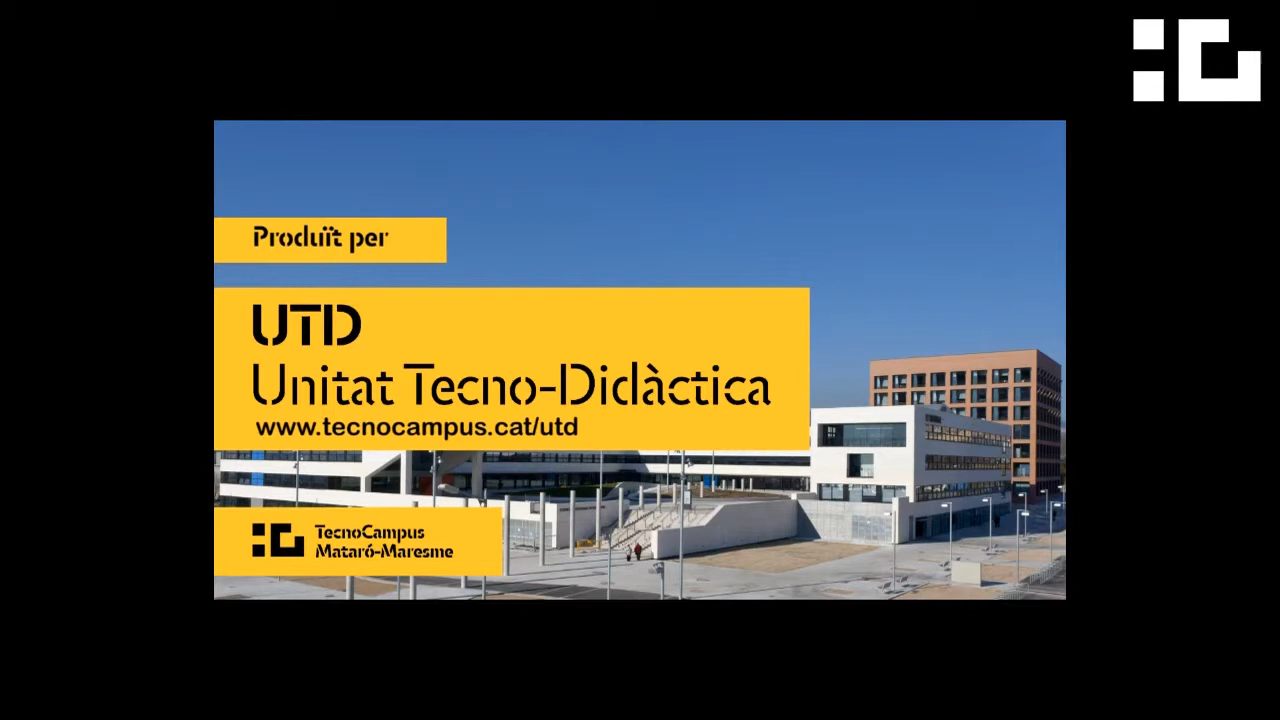 Produït per
UTD
Unitat Tecno-Didàctica
www.tecnocampus.cat/utd
TecnoCampus
Mataró-Maresme